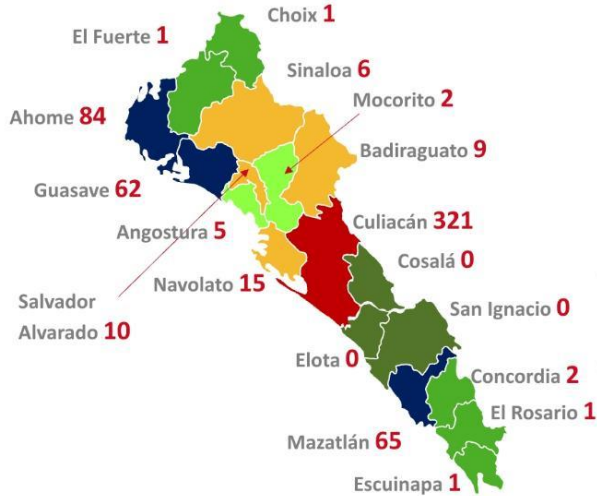 Choix 1
El Fuerte 1
Sinaloa 6
Mocorito 2
Ahome 84
Badiraguato 9
Guasave 62
Culiacán 321
Angostura 5
Cosalá 0
Navolato 15
Salvador
Alvarado 10
San Ignacio 0
Elota 0
Concordia 2
El Rosario 1
Mazatlán 65
Escuinapa 1